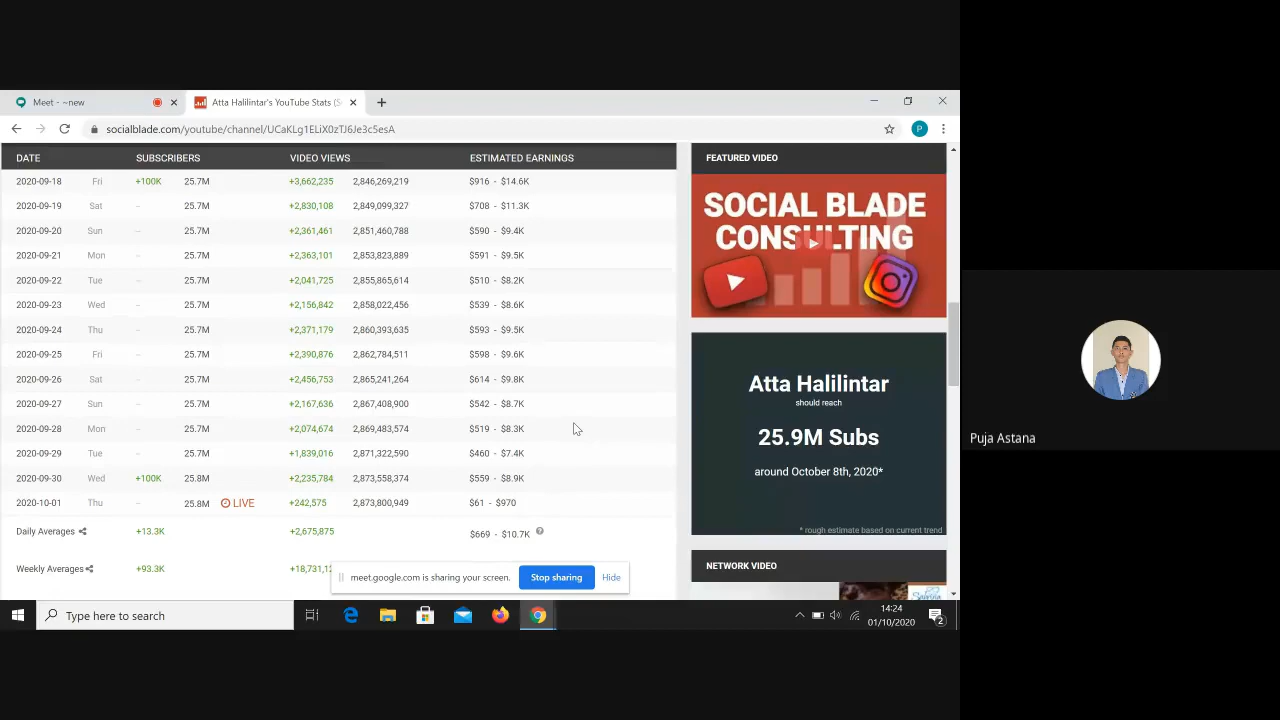 Meet - ~new
Atta Halilintar's YouTube Stats (S
socialblade.com/youtube/channel/UCaKLg1ELiX0zTJ6Je3c5esA
P
DATE SUBSCRIBERS VIDEO VIEWS ESTIMATED EARNINGS
2020-09-18 Fri +100K 25.7M +3,662,235 2,846,269,219 $916 - $14.6K
2020-09-19 Sat -- 25.7M +2,830,108 2,849,099,327 $708 - $11.3K
2020-09-20 Sun -- 25.7M +2,361,461 2,851,460,788 $590 - $9.4K
2020-09-21 Mon -- 25.7M +2,363,101 2,853,823,889 $591 - $9.5K
2020-09-22 Tue -- 25.7M +2,041,725 2,855,865,614 $510 - $8.2K
2020-09-23 Wed -- 25.7M +2,156,842 2,858,022,456 $539 - $8.6K
2020-09-24 Thu -- 25.7M +2,371,179 2,860,393,635 $593 - $9.5K
2020-09-25 Fri -- 25.7M +2,390,876 2,862,784,511 $598 - $9.6K
2020-09-26 Sat -- 25.7M +2,456,753 2,865,241,264 $614 - $9.8K
2020-09-27 Sun -- 25.7M +2,167,636 2,867,408,900 $542 - $8.7K
2020-09-28 Mon -- 25.7M +2,074,674 2,869,483,574 $519 - $8.3K
2020-09-29 Tue -- 25.7M +1,839,016 2,871,322,590 $460 - $7.4K
2020-09-30 Wed +100K 25.8M +2,235,784 2,873,558,374 $559 - $8.9K
2020-10-01 Thu -- 25.8M LIVE +242,575 2,873,800,949 $61 - $970
Daily Averages +13.3K +2,675,875 $669 - $10.7K
Weekly Averages +93.3K +18,731,12
FEATURED VIDEO
SOCIAL BLADE
CONSULTING
Atta Halilintar
should reach
25.9M Subs
around October 8th, 2020*
* rough estimate based on current trend
NETWORK VIDEO
meet.google.com is sharing your screen. Stop sharing Hide
Type here to search
14:24
01/10/2020
2
Puja Astana